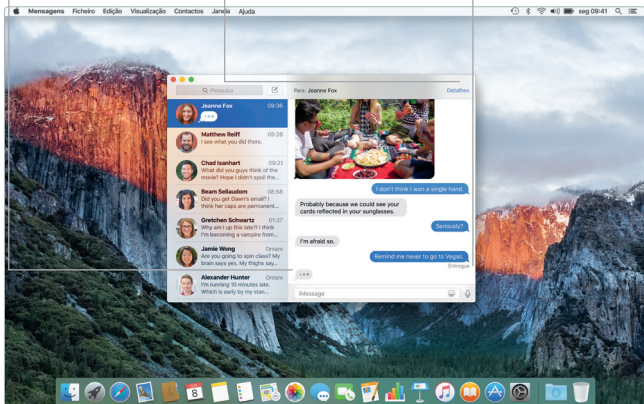 Mensagens Ficheiro Edição Visualização Contactos Janela Ajuda
seg 09:41
Pesquisa
Para: Jeanne Fox
Detalhes
Jeanne Fox 09:36
Matthew Reiff 09:28
I see what you did there.
Chad Isanhart 09:21
What did you guys think of the
movie? Hope I didn't spoil the...
Beam Seilaudom 08:58
Did you get Dawn's email? I
think her caps are permanent...
Gretchen Schwartz 01:37
Why am I up this late?! I think
I'm becoming a vampire from...
Jamie Wong Ontem
Are you going to spin class? My
brain says yes. My thighs say...
Alexander Hunter Ontem
I'm running 10 minutes late.
Which is early by my stan...
I don't think I won a single hand.
Probably because we could see your
cards reflected in your sunglasses.
Seriously?
I'm afraid so.
Remind me never to go to Vegas.
Entregue
iMessage
8